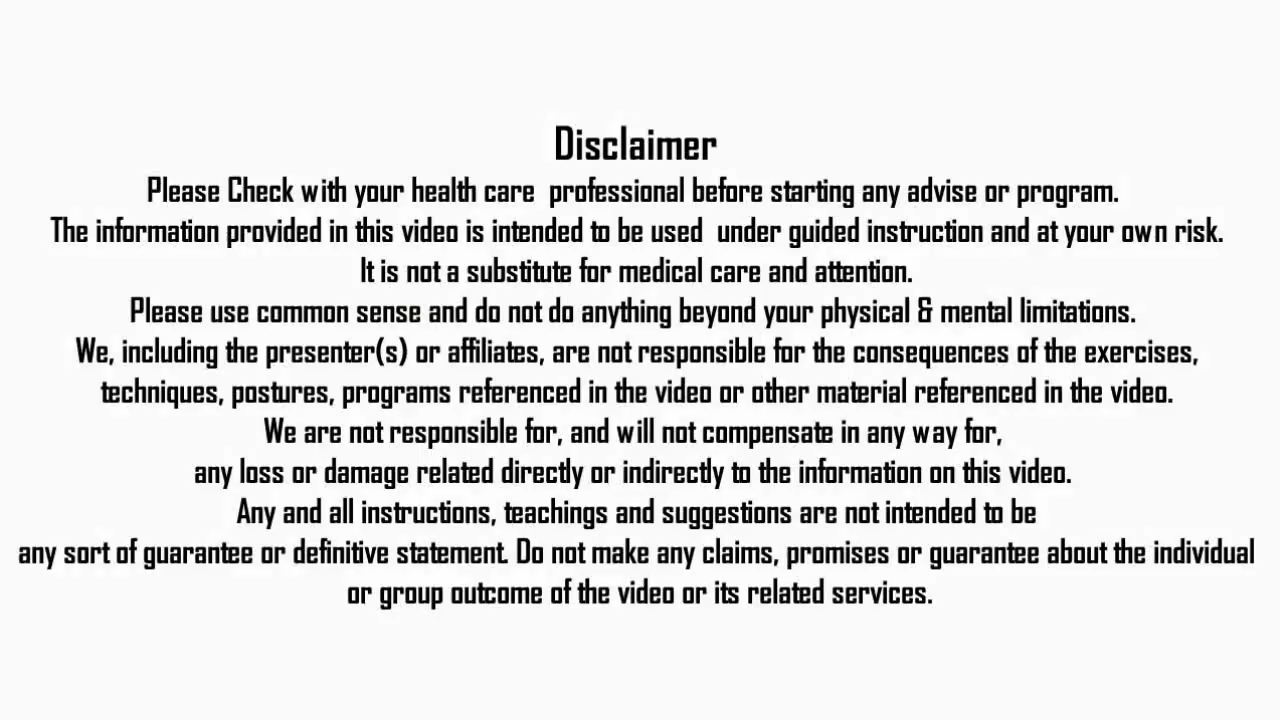 Disclaimer
Please Check with your health care professional before starting any advise or program.
The information provided in this video is intended to be used under guided instruction and at your own risk.
It is not a substitute for medical care and attention.
Please use common sense and do not do anything beyond your physical & mental limitations.
We, including the presenter(s) or affiliates, are not responsible for the consequences of the exercises,
techniques, postures, programs referenced in the video or other material referenced in the video.
We are not responsible for, and will not compensate in any way for,
any loss or damage related directly or indirectly to the information on this video.
Any and all instructions, teachings and suggestions are not intended to be
any sort of guarantee or definitive statement. Do not make any claims, promises or guarantee about the individual
or group outcome of the video or its related services.